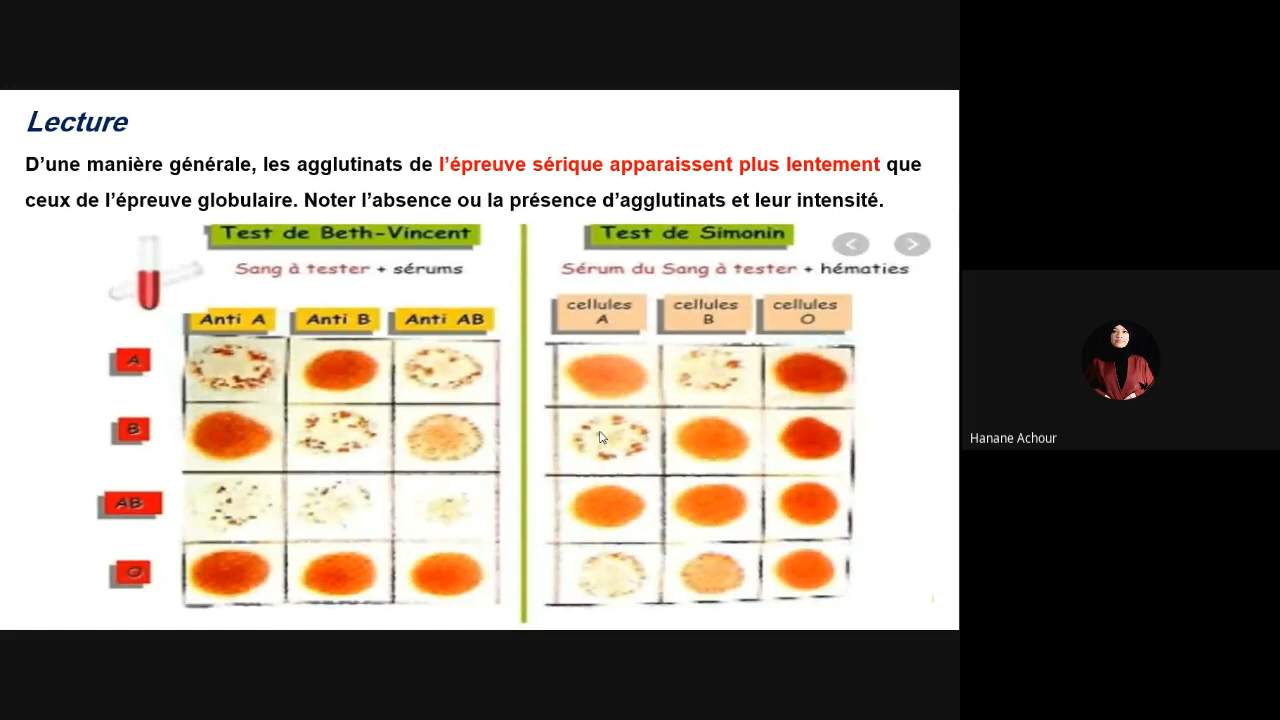 Lecture
D'une manière générale, les agglutinats de l'épreuve sérique apparaissent plus lentement que
ceux de l'épreuve globulaire. Noter l'absence ou la présence d'agglutinats et leur intensité.
Test de Beth-Vincent
Sang à tester + sérums
Anti A Anti B Anti AB
A
B
AB
O
Test de Simonin
Sérum du Sang à tester + hématies
cellules A cellules B cellules O
Hanane Achour